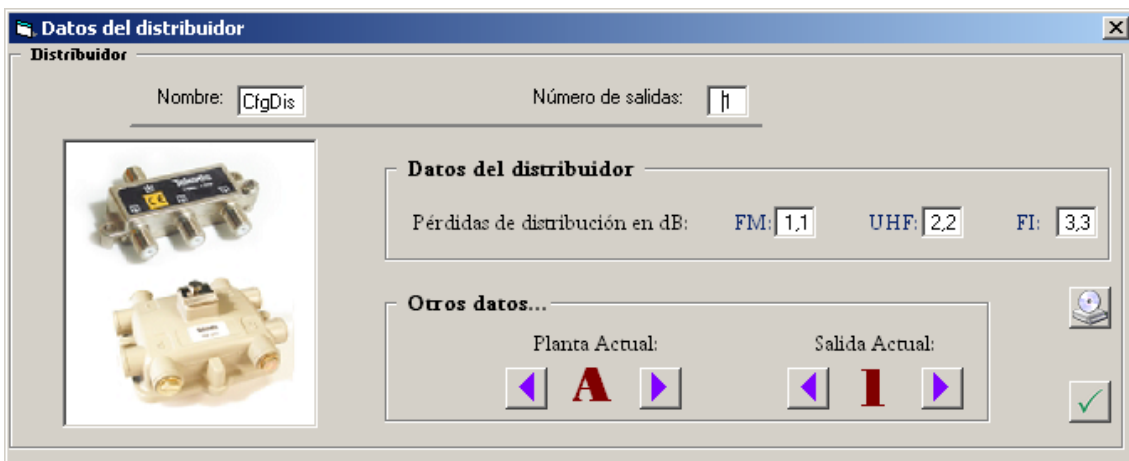 Datos del distribuidor
Distribuidor
Nombre: CfgDis Número de salidas: 1
Datos del distribuidor
Pérdidas de distribución en dB: FM: 1,1 UHF: 2,2 FI: 3,3
Otros datos...
Planta Actual: Salida Actual:
A 1
Televes